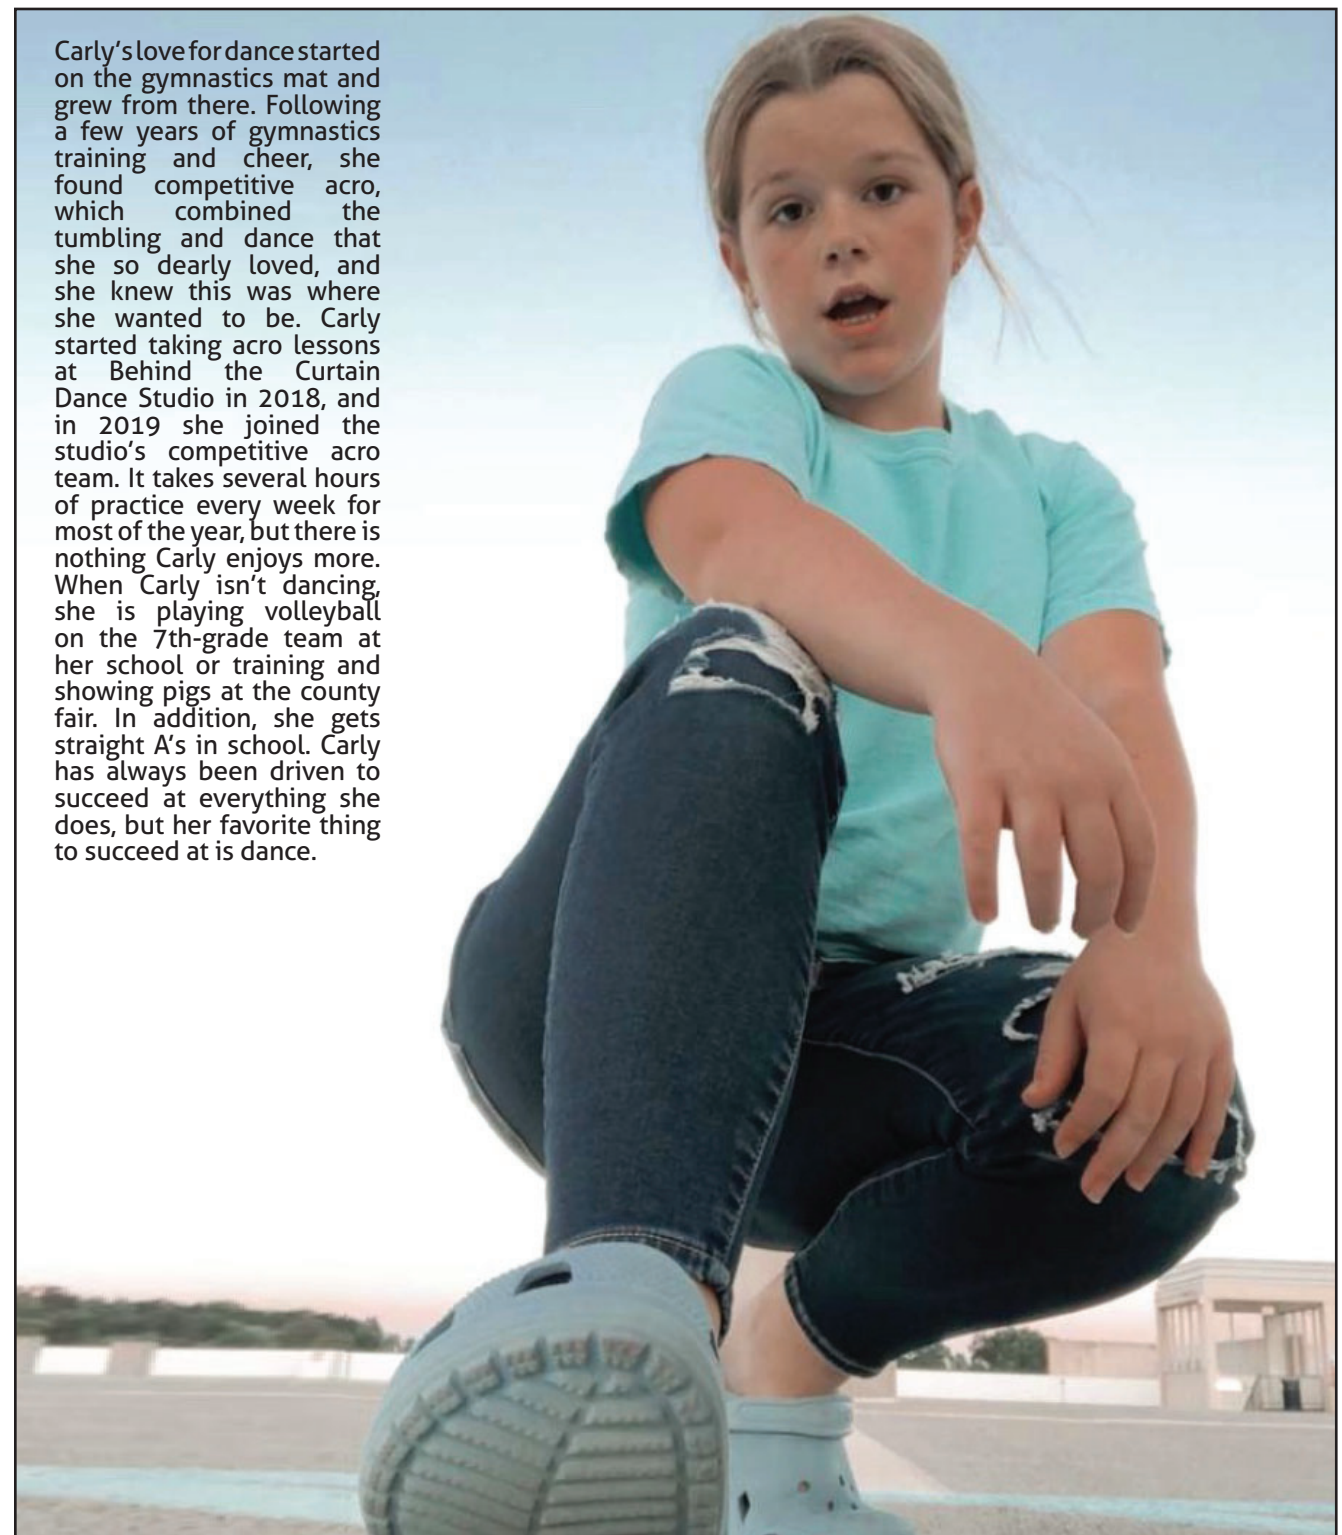 Carly’s love for dance started
on the gymnastics mat and
grew from there. Following
a few years of gymnastics
training and cheer, she
found competitive acro,
which combined the
tumbling and dance that
she so dearly loved, and
she knew this was where
she wanted to be. Carly
started taking acro lessons
at Behind the Curtain
Dance Studio in 2018, and
in 2019 she joined the
studio’s competitive acro
team. It takes several hours
of practice every week for
most of the year, but there is
nothing Carly enjoys more.
When Carly isn’t dancing,
she is playing volleyball
on the 7th-grade team at
her school or training and
showing pigs at the county
fair. In addition, she gets
straight A’s in school. Carly
has always been driven to
succeed at everything she
does, but her favorite thing
to succeed at is dance.